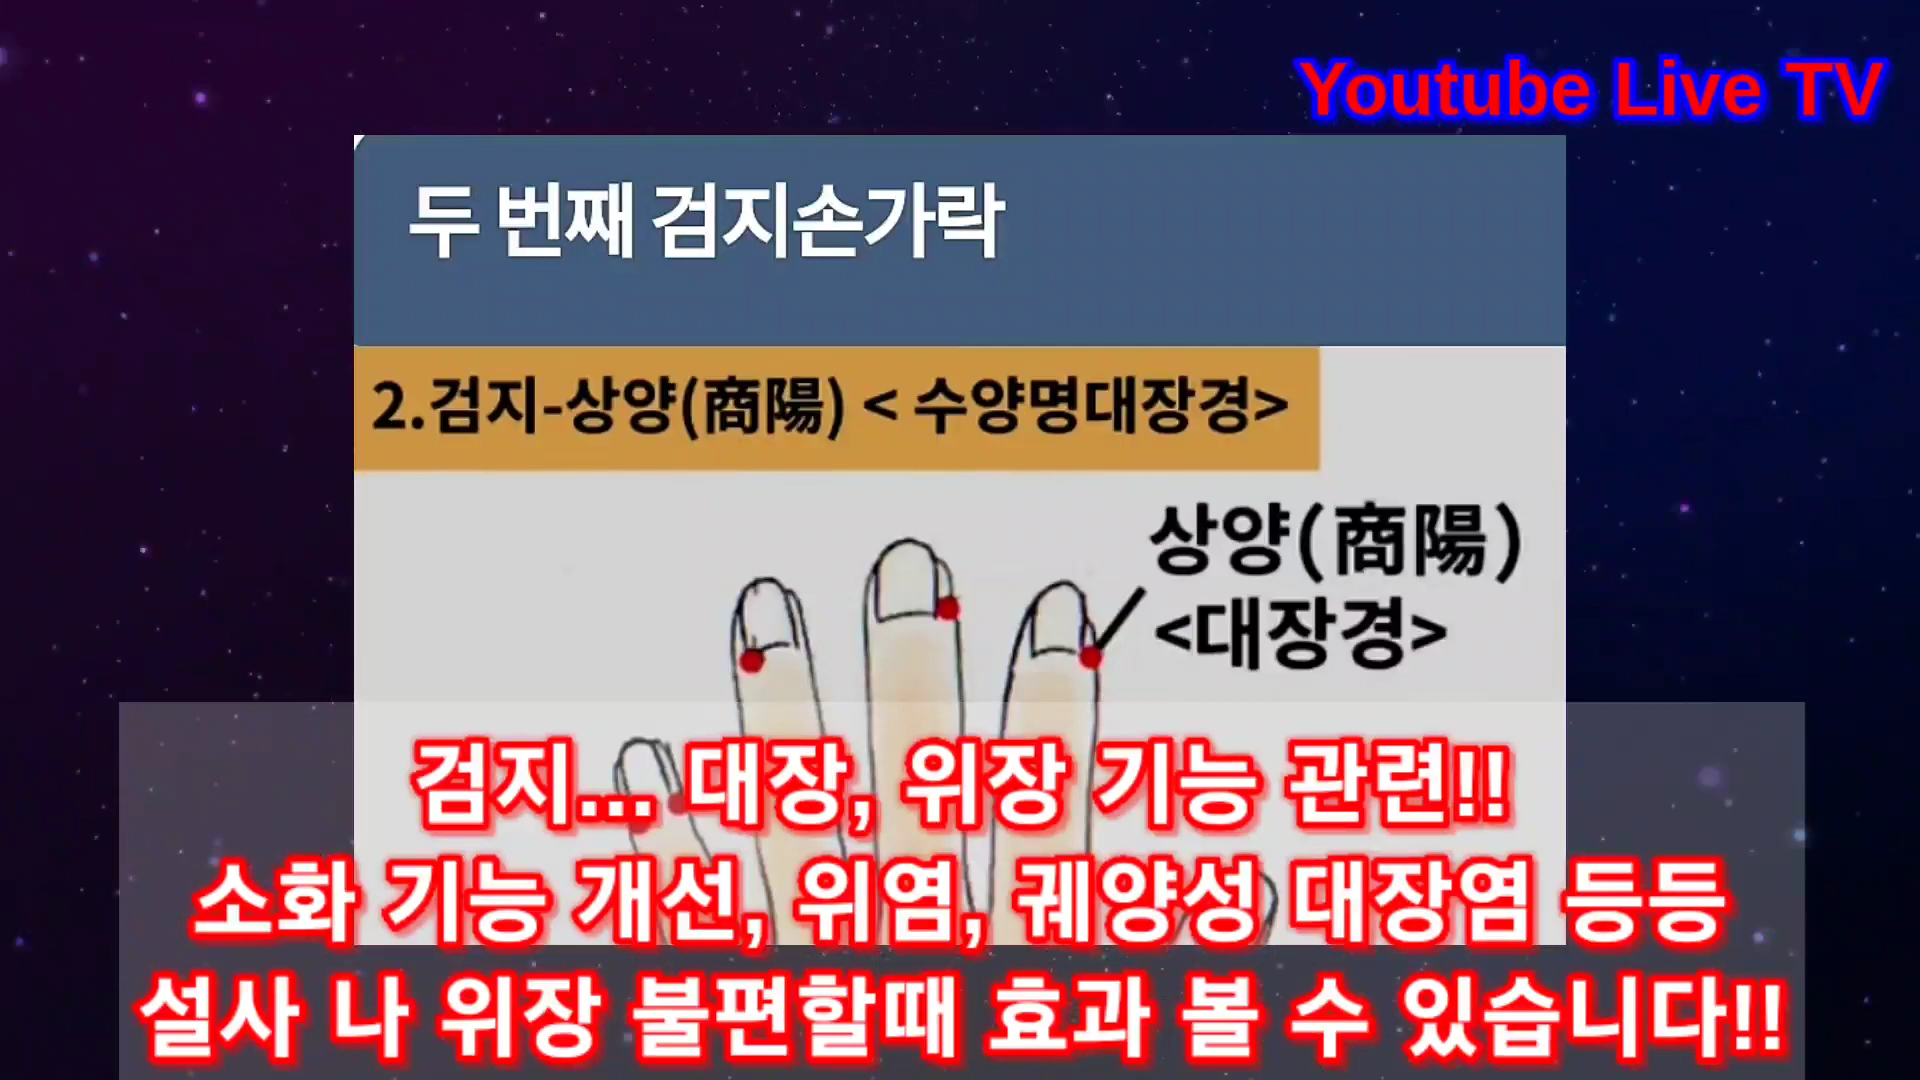 Youtube Live TV
두 번째 검지손가락
2.검지-상양(商陽) < 수양명대장경>
상양(商陽)
<대장경>
검지... 대장, 위장 기능 관련!!
소화 기능 개선, 위염, 궤양성 대장염 등등
설사 나 위장 불편할때 효과 볼 수 있습니다!!